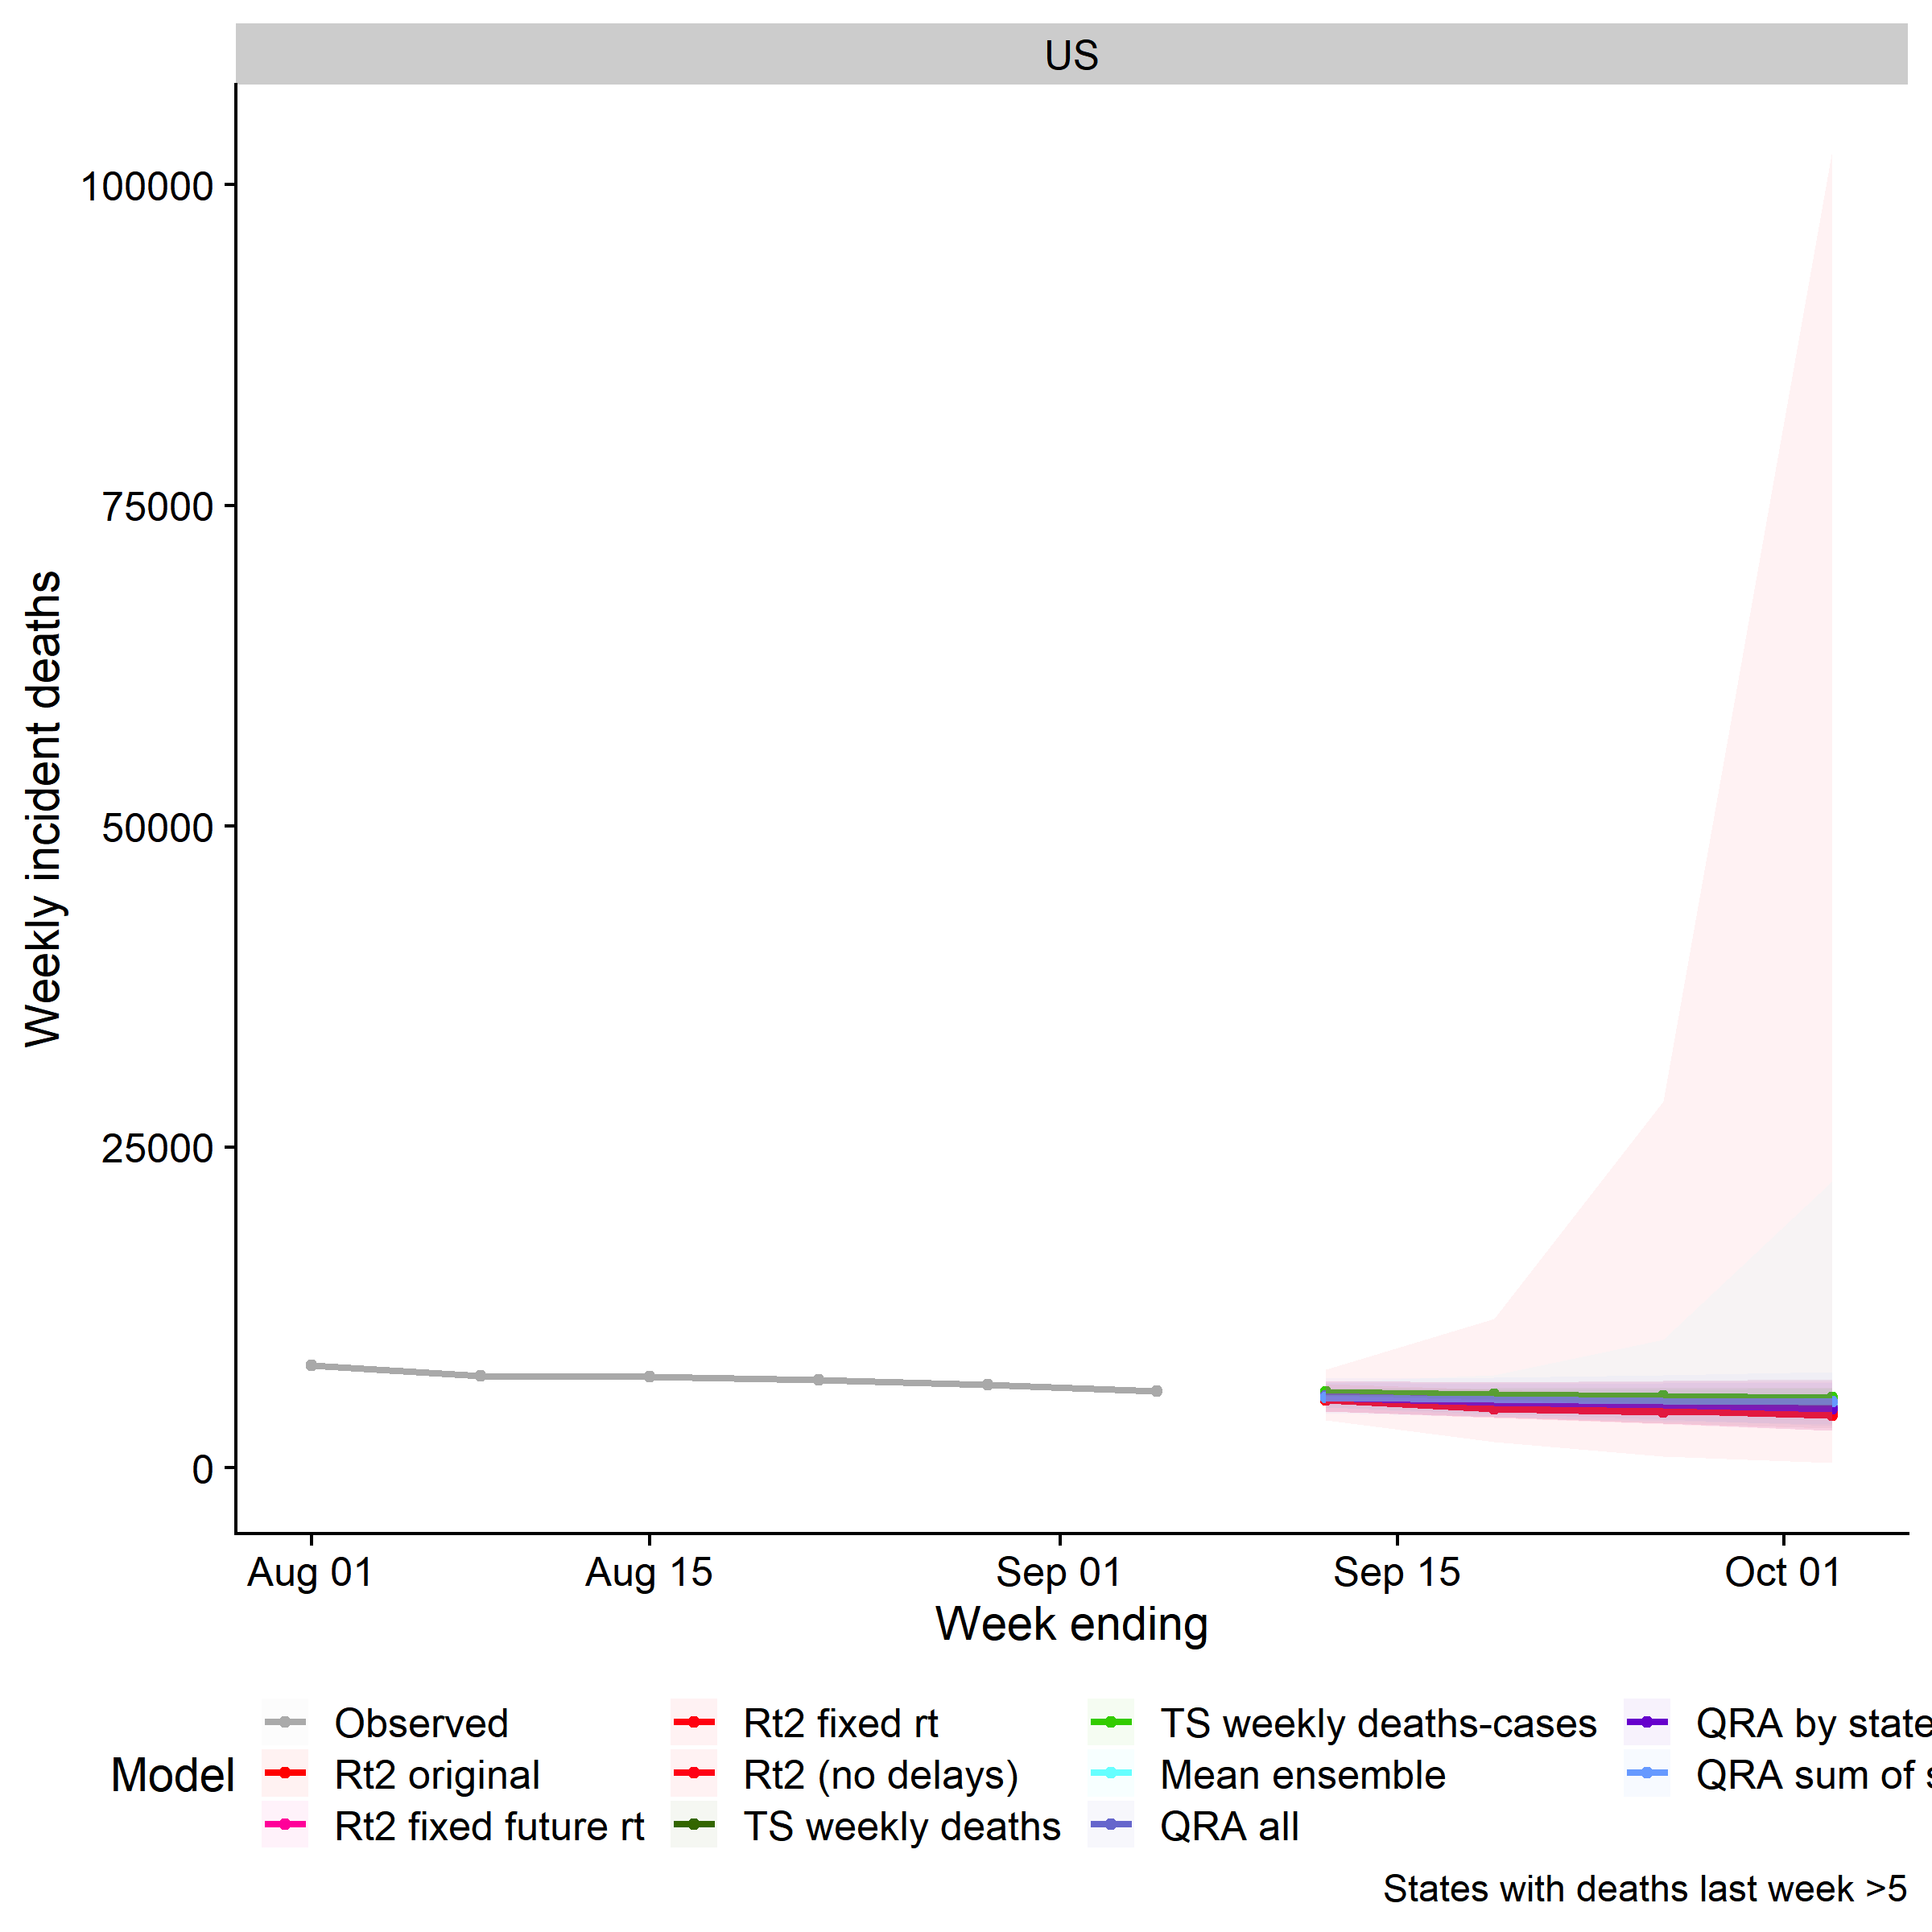 US
100000
75000
50000
25000
0
Weekly incident deaths
Aug 01 Aug 15 Sep 01 Sep 15 Oct 01
Week ending
Model
Observed Rt2 fixed rt TS weekly deaths-cases QRA by state
Rt2 original Rt2 (no delays) Mean ensemble QRA sum of
Rt2 fixed future rt TS weekly deaths QRA all
States with deaths last week >5